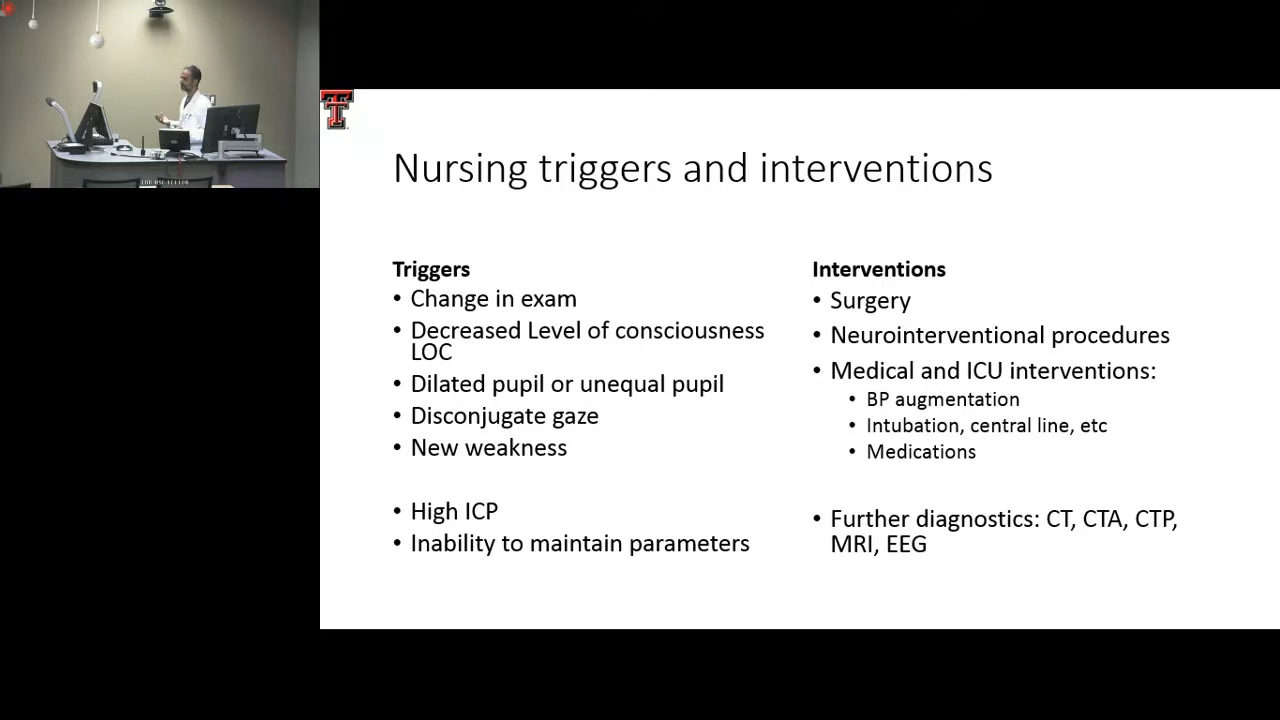 Nursing triggers and interventions
Triggers
• Change in exam
• Decreased Level of consciousness
LOC
• Dilated pupil or unequal pupil
• Disconjugate gaze
• New weakness
• High ICP
• Inability to maintain parameters
Interventions
• Surgery
• Neurointerventional procedures
• Medical and ICU interventions:
• BP augmentation
• Intubation, central line, etc
• Medications
• Further diagnostics: CT, CTA, CTP,
MRI, EEG